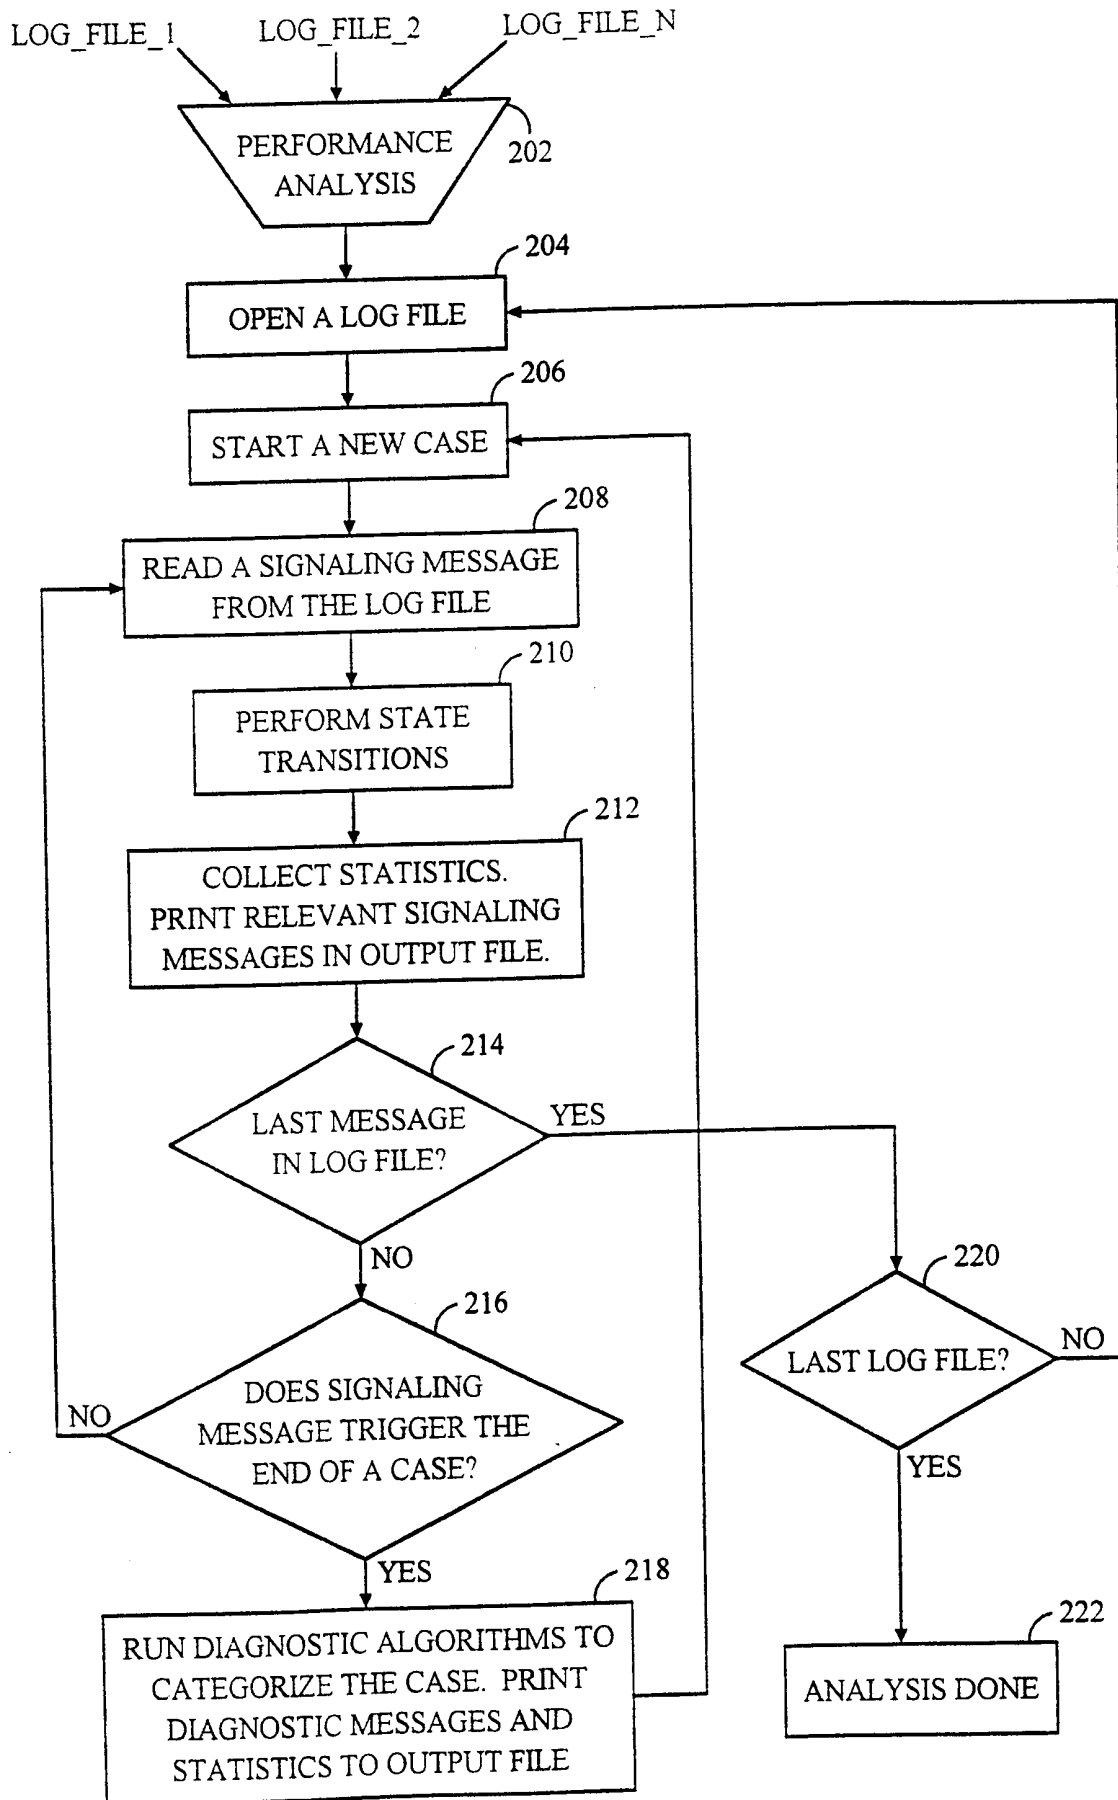 LOG_FILE_1
LOG_FILE_2
LOG_FILE_N
PERFORMANCE
ANALYSIS
202
204
OPEN A LOG FILE
206
START A NEW CASE
208
READ A SIGNALING MESSAGE
FROM THE LOG FILE
210
PERFORM STATE
TRANSITIONS
212
COLLECT STATISTICS.
PRINT RELEVANT SIGNALING
MESSAGES IN OUTPUT FILE.
214
LAST MESSAGE
IN LOG FILE?
YES
NO
216
DOES SIGNALING
MESSAGE TRIGGER THE
END OF A CASE?
NO
YES
218
RUN DIAGNOSTIC ALGORITHMS TO
CATEGORIZE THE CASE. PRINT
DIAGNOSTIC MESSAGES AND
STATISTICS TO OUTPUT FILE
220
LAST LOG FILE?
NO
YES
222
ANALYSIS DONE